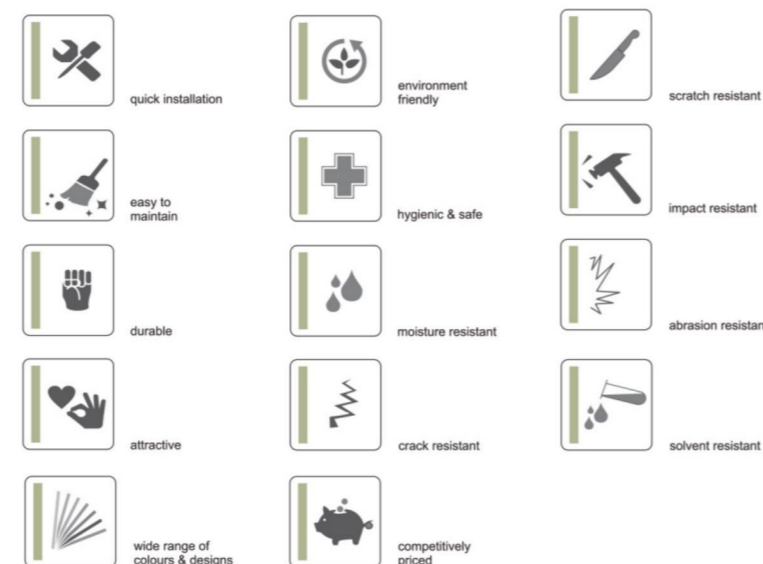 quick installation
environment
friendly
scratch resistant
easy to
maintain
hygienic & safe
impact resistant
durable
moisture resistant
abrasion resistan
attractive
crack resistant
solvent resistant
wide range of
colours & designs
competitively
priced